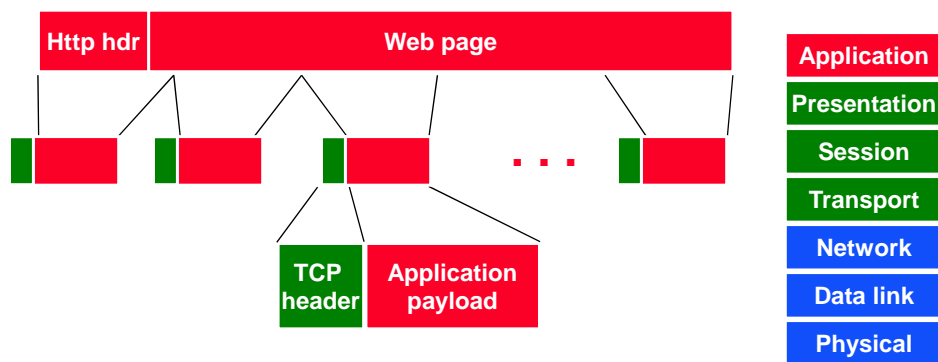 Http hdr
Web page
. . .
TCP
header
Application
payload
Application
Presentation
Session
Transport
Network
Data link
Physical